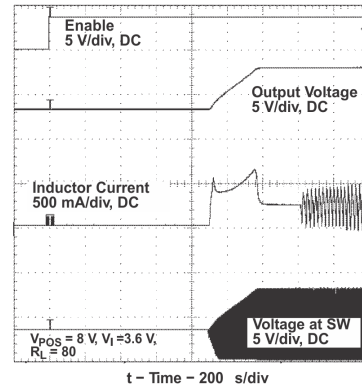 Enable
5 V/div, DC
Output Voltage
5 V/div, DC
Inductor Current
500 mA/div, DC
Voltage at SW
5 V/div, DC
VPOS = 8 V, VI =3.6 V,
RL = 80
t − Time − 200 s/div